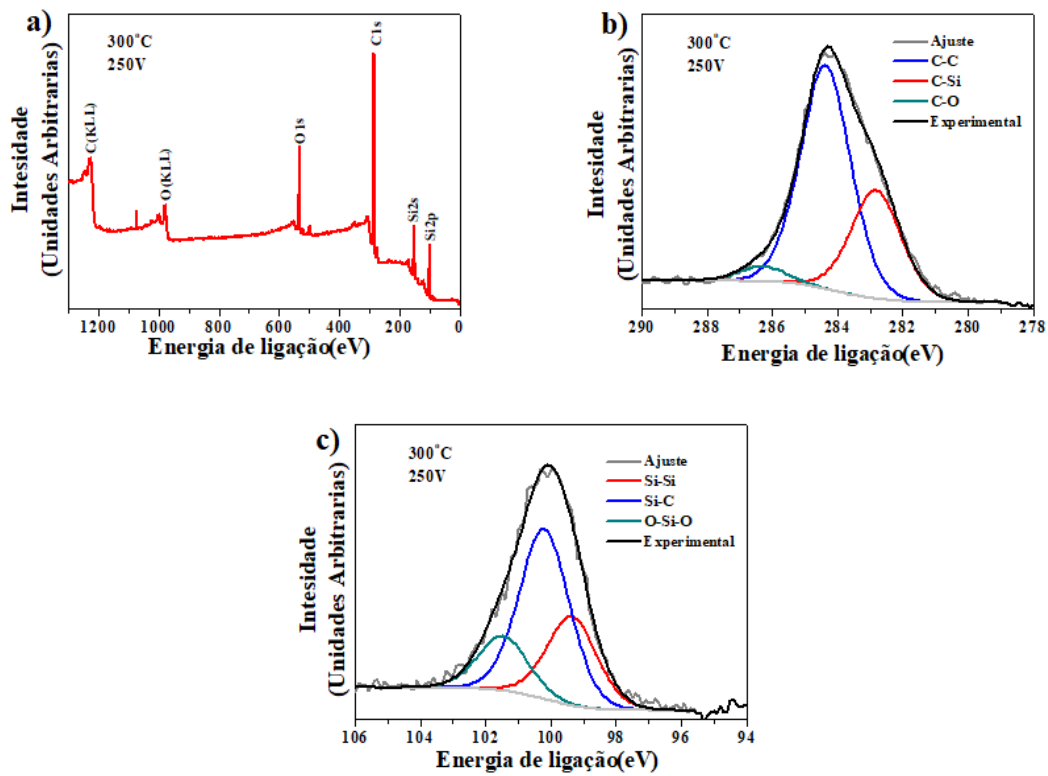 a)
300°C
250V
C(KLL)
O(KLL)
O1s
C1s
Si2s
Si2p
Intesidade
(Unidades Arbitrarias)
1200 1000 800 600 400 200 0
Energia de ligação(eV)
b)
300°C
250V
Ajuste
C-C
C-Si
C-O
Experimental
Intesidade
(Unidades Arbitrarias)
290 288 286 284 282 280 278
Energia de ligação(eV)
c)
300°C
250V
Ajuste
Si-Si
Si-C
O-Si-O
Experimental
Intesidade
(Unidades Arbitrarias)
106 104 102 100 98 96 94
Energia de ligação(eV)